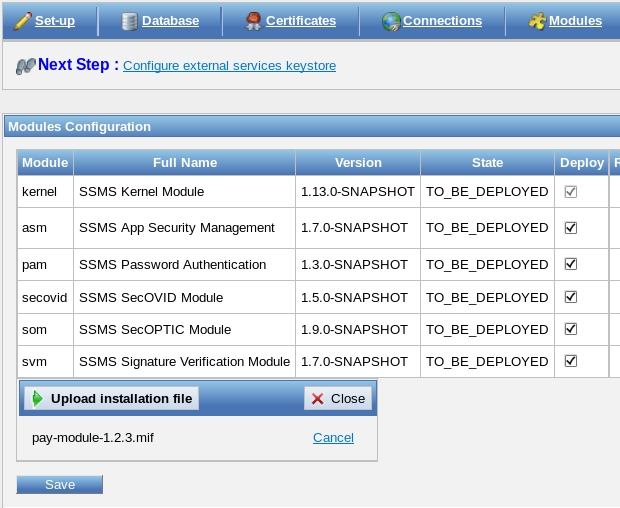 Set-up Database Certificates Connections Modules
Next Step : Configure external services keystore
Modules Configuration
Module Full Name Version State Deploy
kernel SSMS Kernel Module 1.13.0-SNAPSHOT TO_BE_DEPLOYED
asm SSMS App Security Management 1.7.0-SNAPSHOT TO_BE_DEPLOYED
pam SSMS Password Authentication 1.3.0-SNAPSHOT TO_BE_DEPLOYED
secovid SSMS SecOVID Module 1.5.0-SNAPSHOT TO_BE_DEPLOYED
som SSMS SecOPTIC Module 1.9.0-SNAPSHOT TO_BE_DEPLOYED
svm SSMS Signature Verification Module 1.7.0-SNAPSHOT TO_BE_DEPLOYED
Upload installation file Close
pay-module-1.2.3.mif Cancel
Save